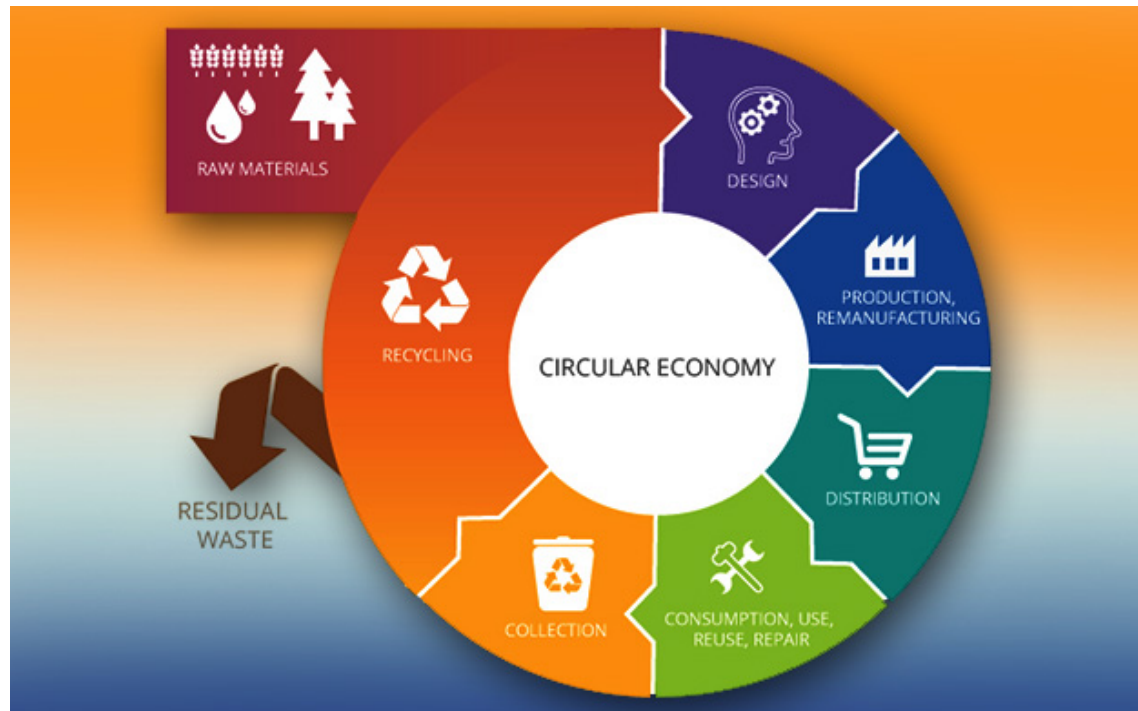 RAW MATERIALS
DESIGN
PRODUCTION,
REMANUFACTURING
RECYCLING
CIRCULAR ECONOMY
DISTRIBUTION
RESIDUAL
WASTE
CONSUMPTION, USE,
REUSE, REPAIR
COLLECTION